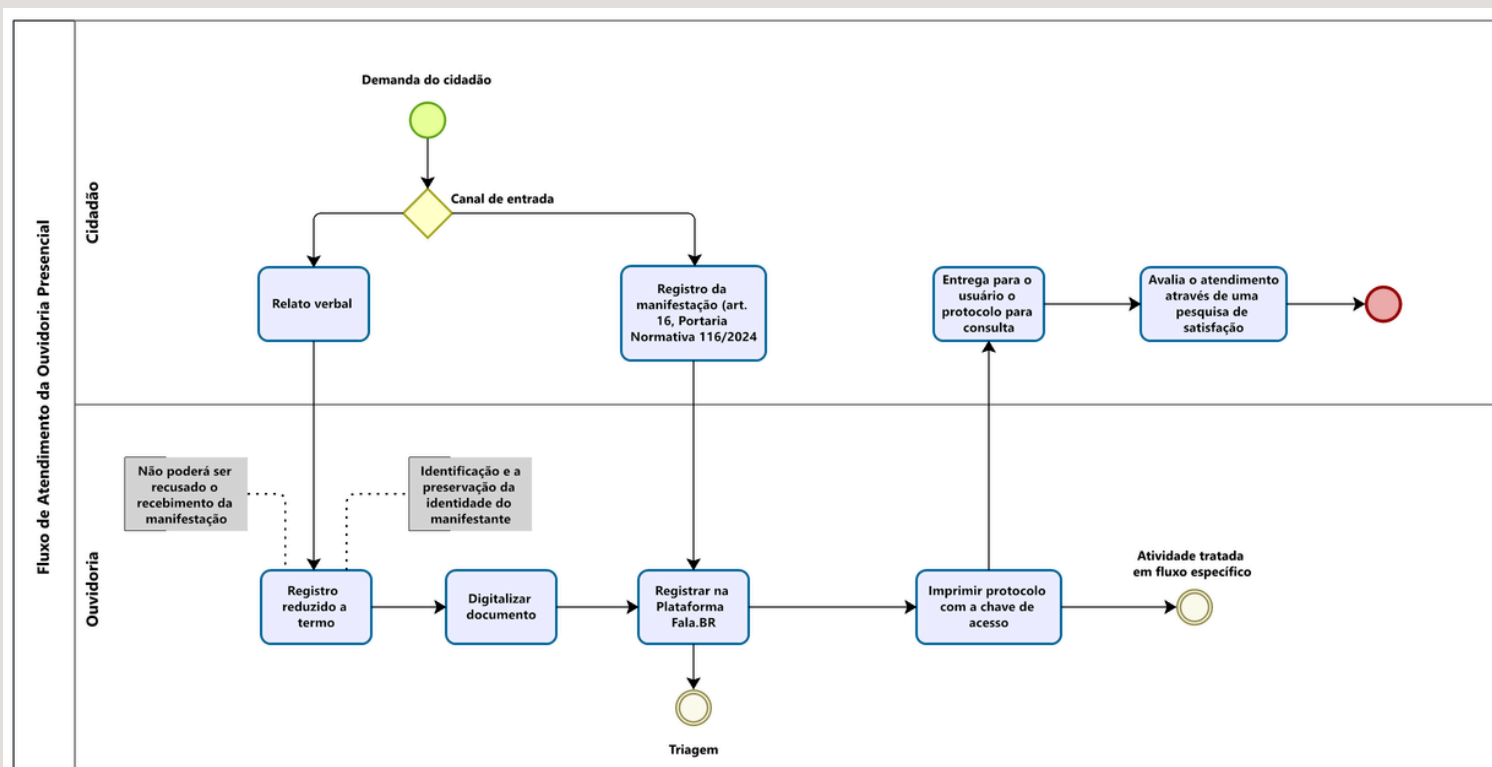 Fluxo de Atendimento da Ouvidoria Presencial
Cidadão
Demanda do cidadão
Canal de entrada
Relato verbal
Registro da
manifestação (art.
16, Portaria
Normativa 116/2024
Entrega para o
usuário o
protocolo para
consulta
Avalia o atendimento
através de uma
pesquisa de
satisfação
Ouvidoria
Não poderá ser
recusado o
recebimento da
manifestação
Identificação e a
preservação da
identidade do
manifestante
Registro
reduzido a
termo
Digitalizar
documento
Registrar na
Plataforma
Fala.BR
Imprimir protocolo
com a chave de
acesso
Atividade tratada
em fluxo específico
Triagem